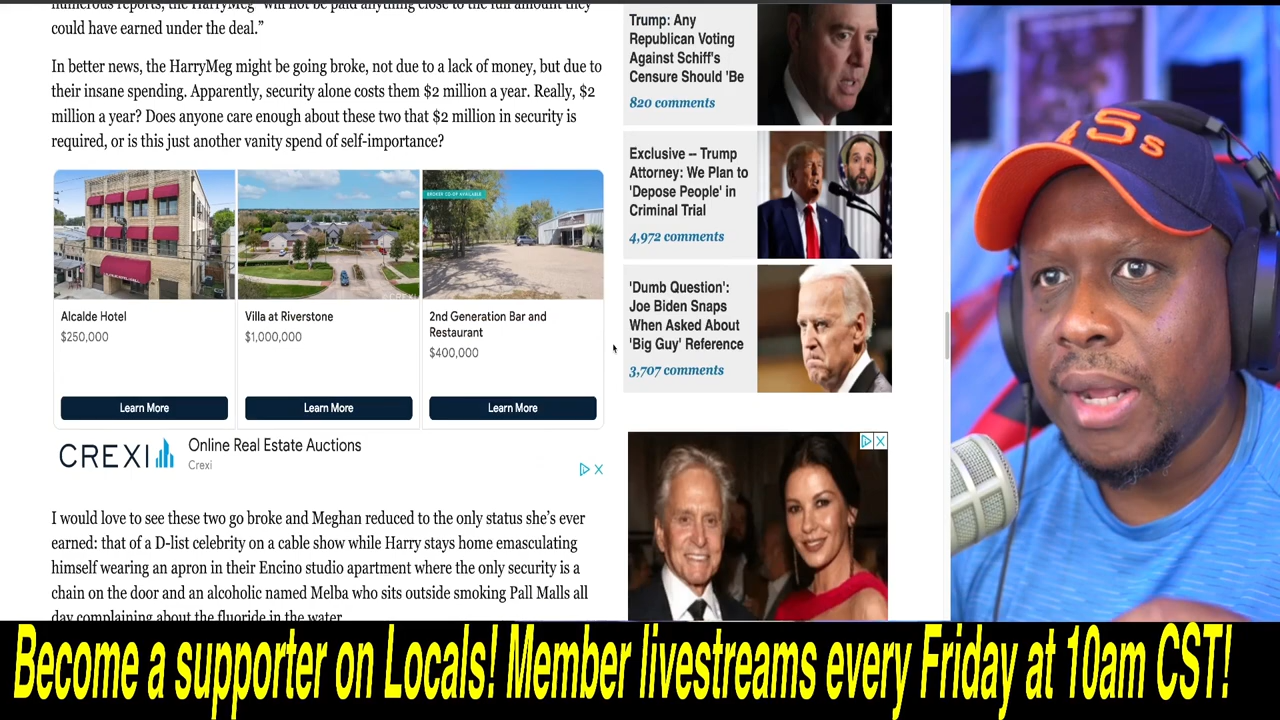 numerous reports, the HarryMeg "will not be paid anything close to the full amount they
could have earned under the deal."
In better news, the HarryMeg might be going broke, not due to a lack of money, but due to
their insane spending. Apparently, security alone costs them $2 million a year. Really, $2
million a year? Does anyone care enough about these two that $2 million in security is
required, or is this just another vanity spend of self-importance?
BROKER CO-OP AVAILABLE
Alcalde Hotel
$250,000
Learn More
Villa at Riverstone
$1,000,000
Learn More
2nd Generation Bar and
Restaurant
$400,000
Learn More
CREXI
Online Real Estate Auctions
Crexi
I would love to see these two go broke and Meghan reduced to the only status she's ever
earned: that of a D-list celebrity on a cable show while Harry stays home emasculating
himself wearing an apron in their Encino studio apartment where the only security is a
chain on the door and an alcoholic named Melba who sits outside smoking Pall Malls all
day complaining about the fluoride in the water.
Trump: Any
Republican Voting
Against Schiff's
Censure Should 'Be
820 comments
Exclusive – Trump
Attorney: We Plan to
'Depose People' in
Criminal Trial
4,972 comments
'Dumb Question':
Joe Biden Snaps
When Asked About
'Big Guy' Reference
3,707 comments
45s
Become a supporter on Locals! Member livestreams every Friday at 10am CST!